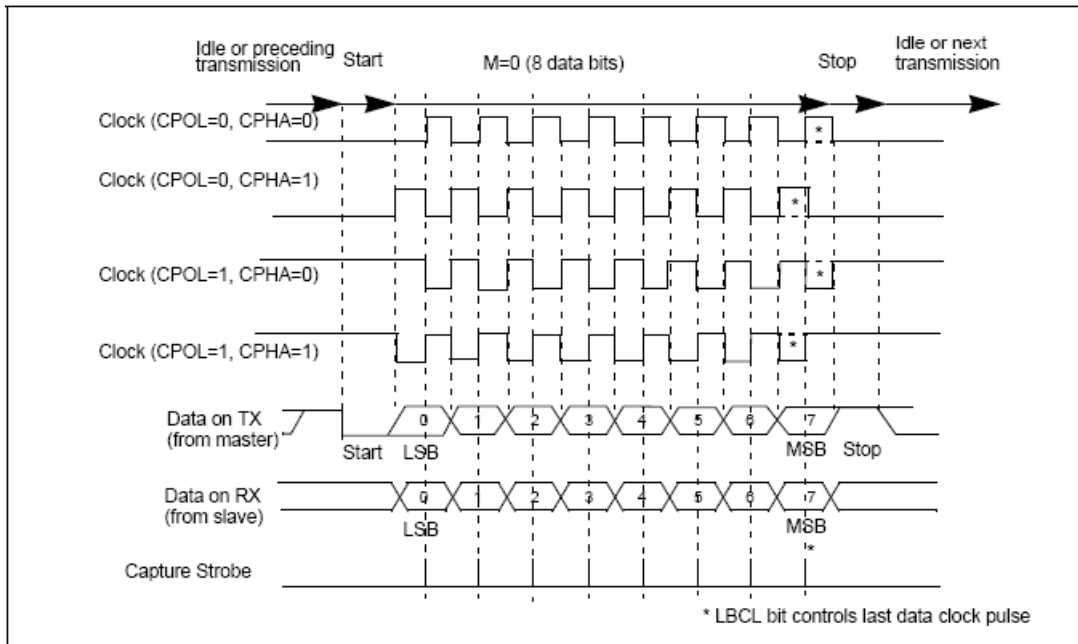 Idle or preceding
transmission
Start
M=0 (8 data bits)
Stop
Idle or next
transmission
Clock (CPOL=0, CPHA=0)
*
Clock (CPOL=0, CPHA=1)
*
Clock (CPOL=1, CPHA=0)
*
Clock (CPOL=1, CPHA=1)
*
Data on TX
(from master)
0 1 2 3 4 5 6 7
Start LSB MSB Stop
Data on RX
(from slave)
0 1 2 3 4 5 6 7
LSB MSB
*
Capture Strobe
* LBCL bit controls last data clock pulse